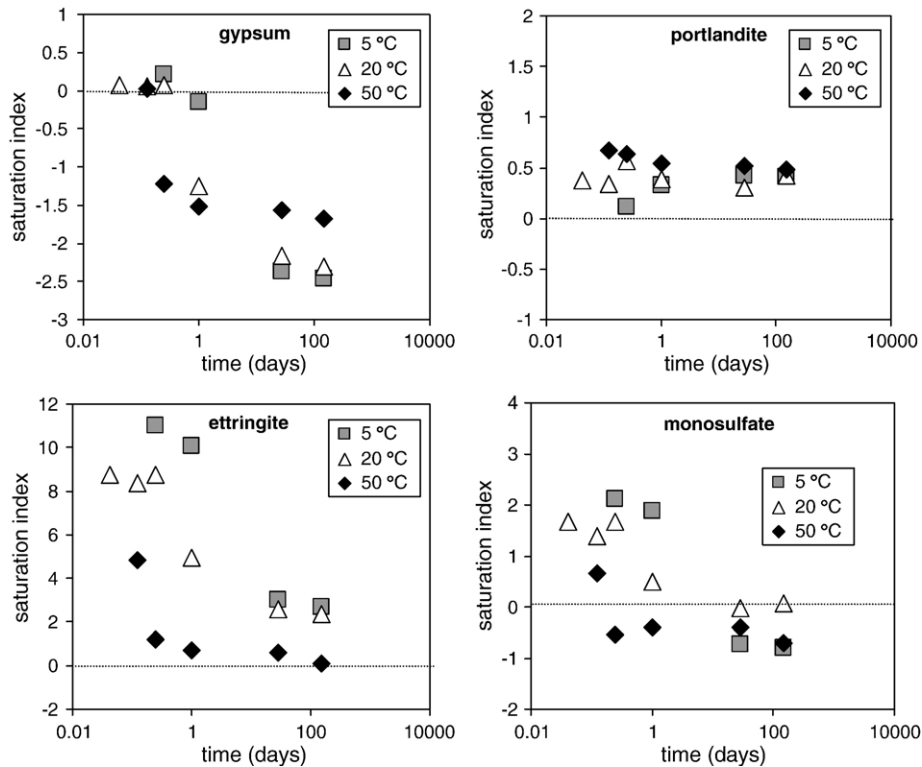 gypsum
5 °C
20 °C
50 °C
1
0.5
0
-0.5
-1
-1.5
-2
-2.5
-3
saturation index
0.01 1 100 10000
time (days)
portlandite
5 °C
20 °C
50 °C
2
1.5
1
0.5
0
-0.5
-1
saturation index
0.01 1 100 10000
time (days)
ettringite
5 °C
20 °C
50 °C
12
10
8
6
4
2
0
-2
saturation index
0.01 1 100 10000
time (days)
monosulfate
5 °C
20 °C
50 °C
4
3
2
1
0
-1
-2
saturation index
0.01 1 100 10000
time (days)